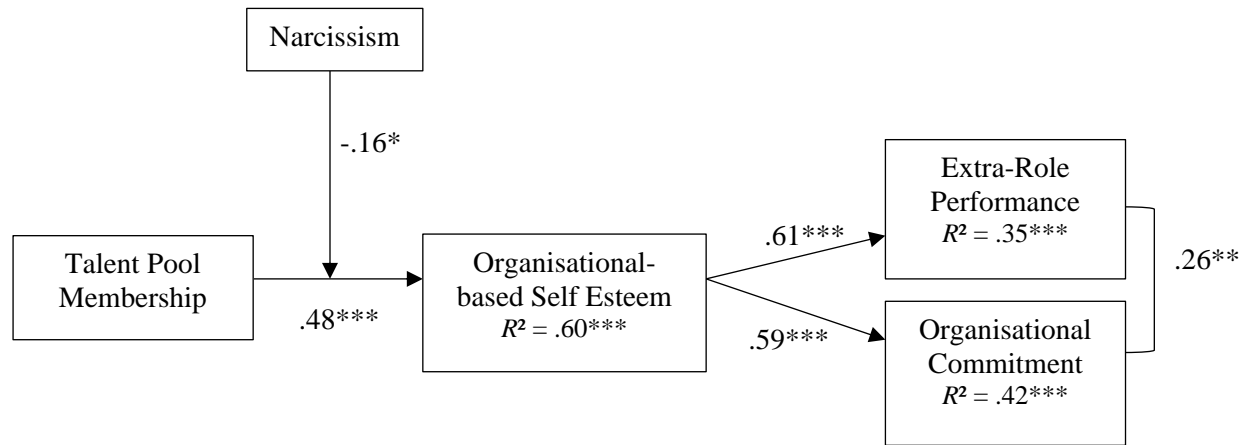 Narcissism
-.16*
Talent Pool
Membership
.48***
Organisational-
based Self Esteem
R² = .60***
.61***
.59***
Extra-Role
Performance
R² = .35***
Organisational
Commitment
R² = .42***
.26**